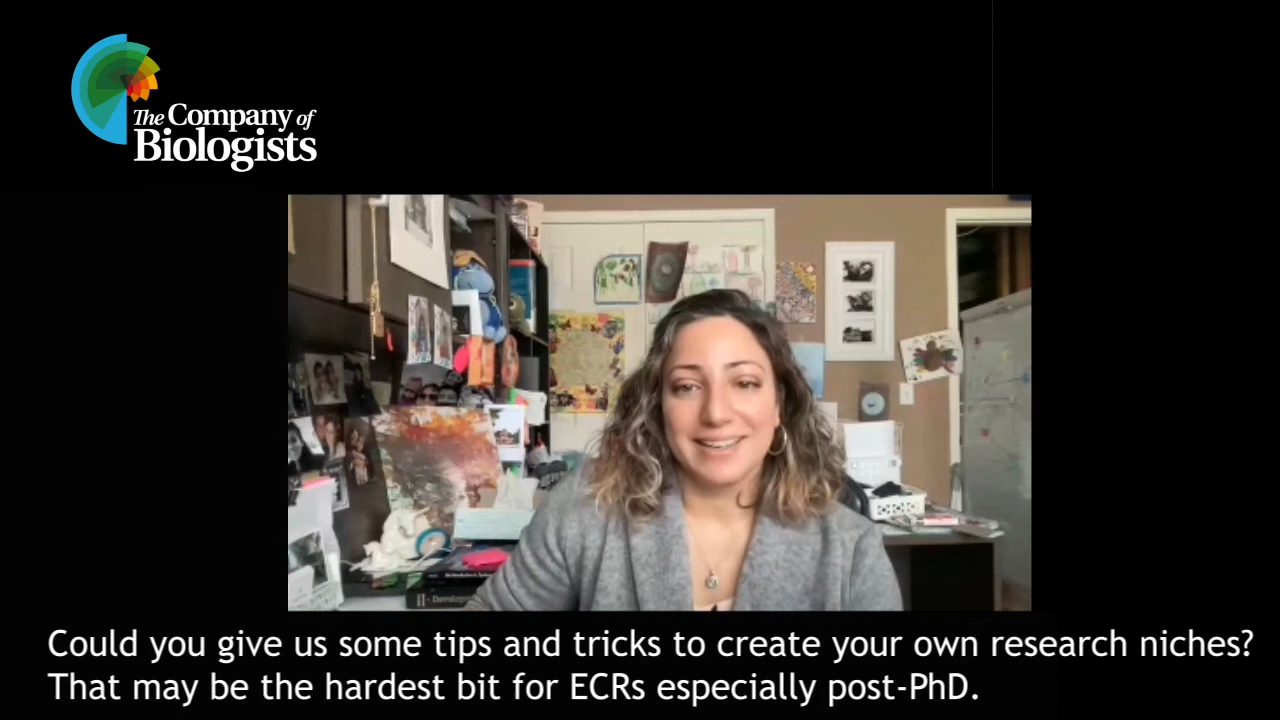 The Company of
Biologists
Could you give us some tips and tricks to create your own research niches?
That may be the hardest bit for ECRs especially post-PhD.